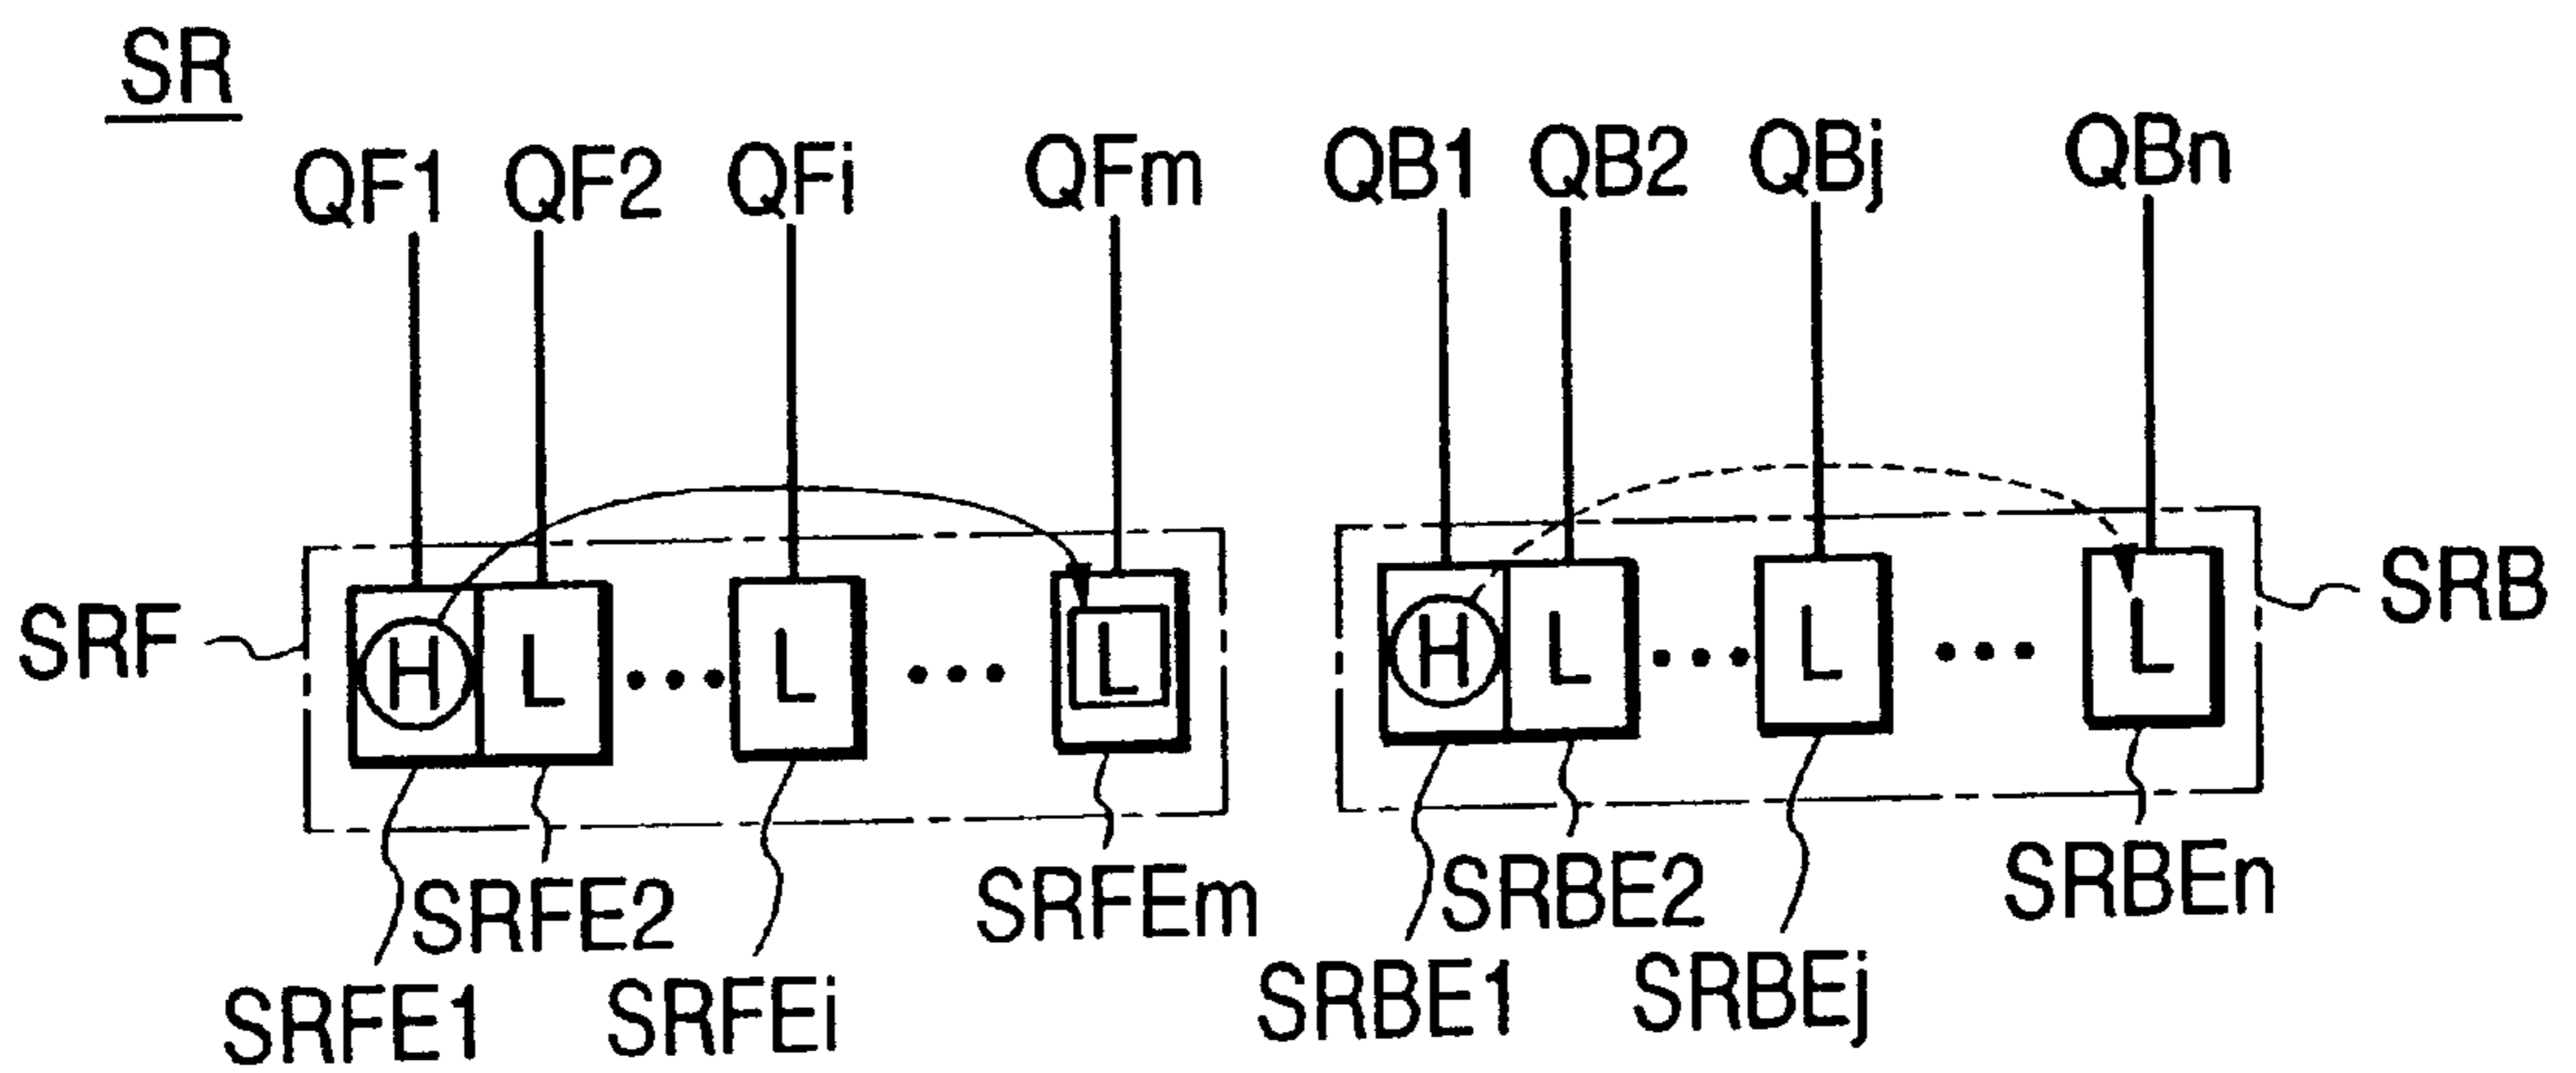 SR
QF1 QF2 QFi QFm QB1 QB2 QBj QBn
SRF H L L L H L L L SRB
SRFE2 SRFEm SRBE2 SRBEn
SRFE1 SRFEi SRBE1 SRBEj